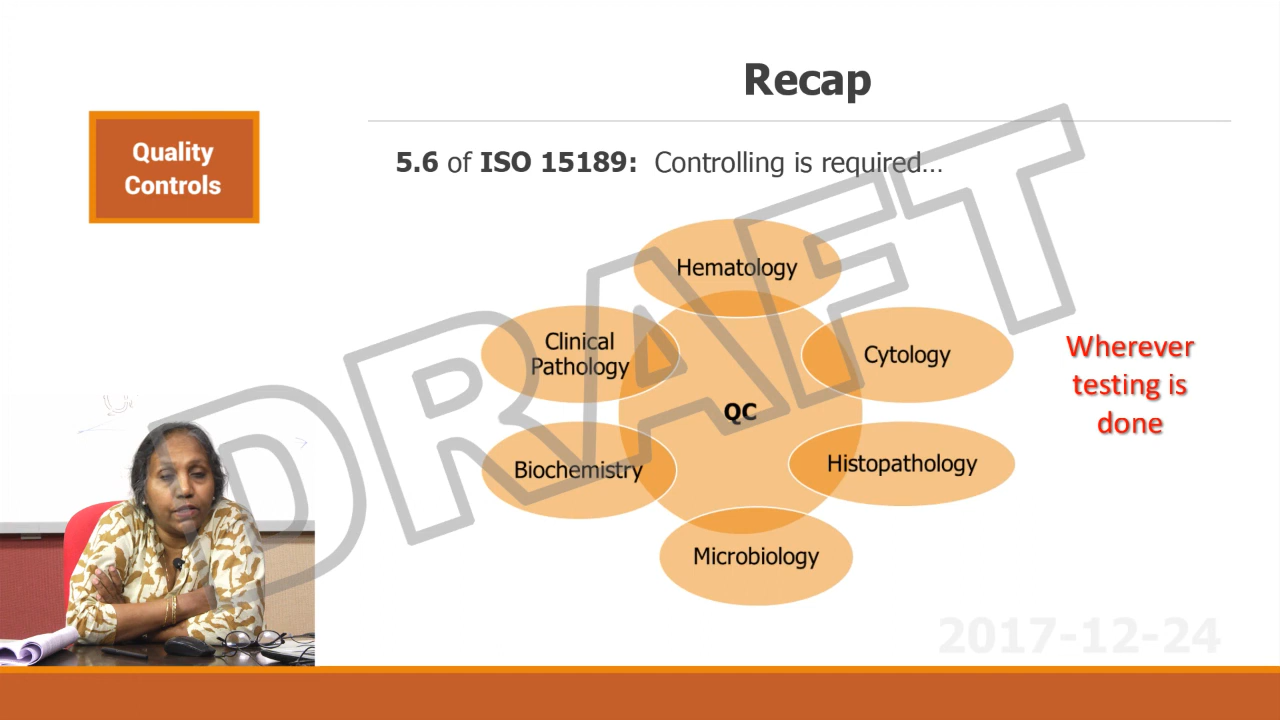 Recap
Quality
Controls
5.6 of ISO 15189: Controlling is required…
Hematology
Clinical
Pathology
Cytology
Wherever
testing is
done
QC
Biochemistry
Histopathology
Microbiology
DRAFT
2017-12-24